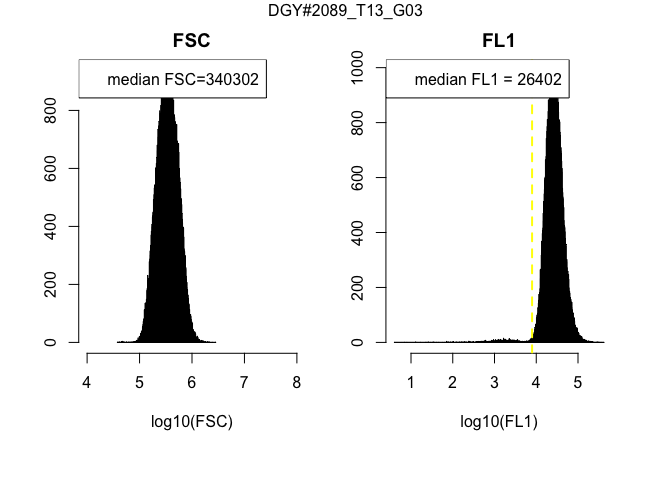 DGY#2089_T13_G03
FSC
median FSC=340302
0
200
400
600
800
4 5 6 7 8
log10(FSC)
FL1
median FL1 = 26402
0
200
400
600
800
1000
1 2 3 4 5
log10(FL1)